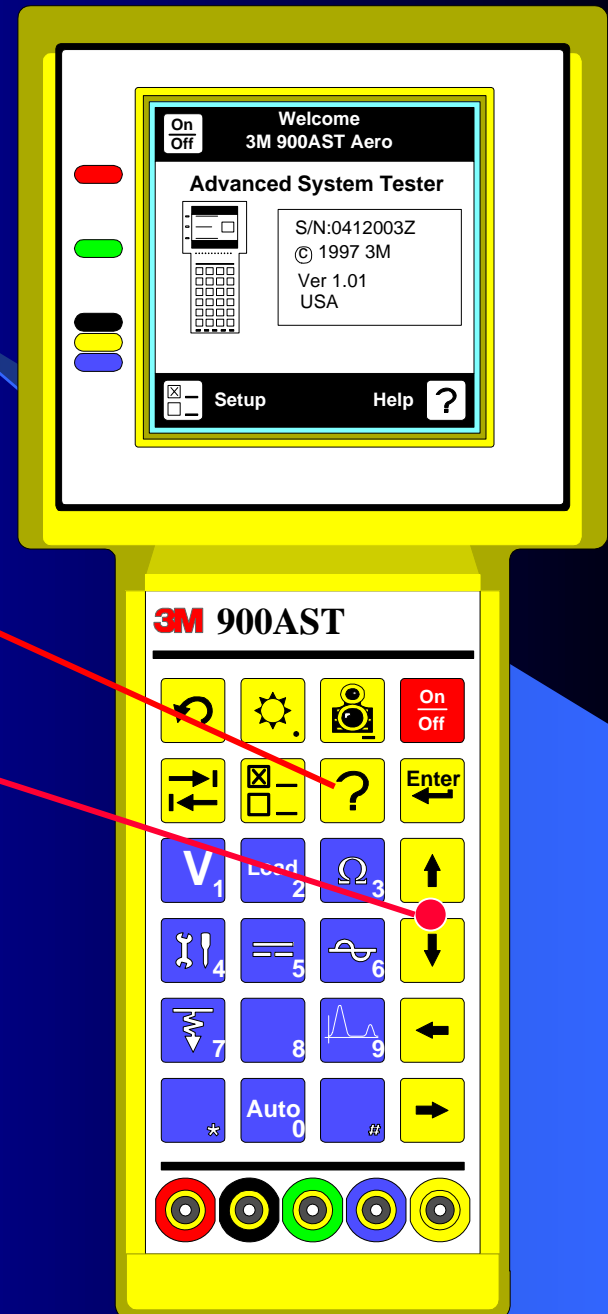 On
Off
Welcome
3M 900AST Aero
Advanced System Tester
S/N:0412003Z
© 1997 3M
Ver 1.01
USA
Setup
Help ?
3M 900AST
On
Off
?
Enter
V 1
Load 2
Ω 3
4
5
6
7
8
9
*
Auto 0
#